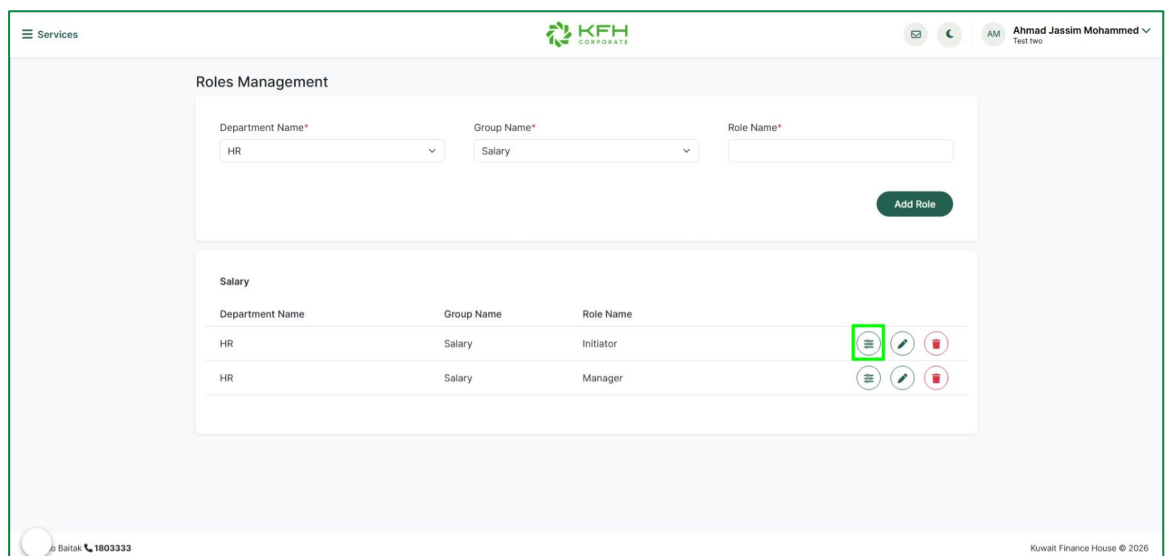 Services
KFH
CORPORATE
AM
Ahmad Jassim Mohammed
Test two
Roles Management
Department Name* Group Name* Role Name*
HR Salary
Add Role
Salary
Department Name Group Name Role Name
HR Salary Initiator
HR Salary Manager
Baitak 1803333
Kuwait Finance House © 2026